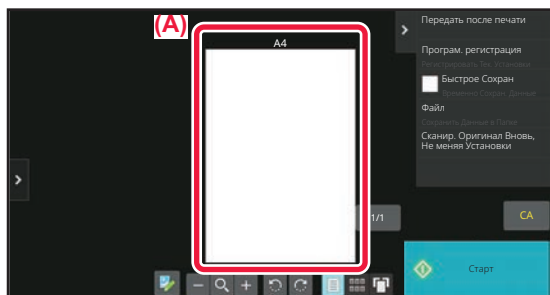 (A)
A4
Передать после печати
Програм. регистрация
Регистрировать Тек. Установки
Быстрое Сохран
Временно Сохран. Данные
Файл
Сохранить Данные в Папке
Сканир. Оригинал Вновь,
Не меняя Установки
1/1
CA
Старт